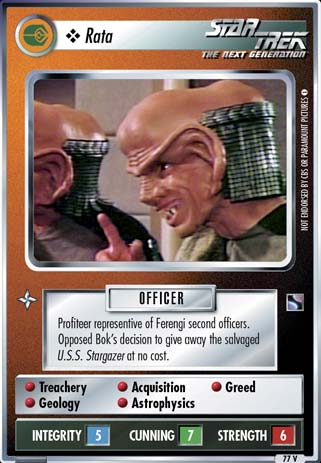 ❖ Rata
STAR TREK
THE NEXT GENERATION
NOT ENDORSED BY CBS OR PARAMOUNT PICTURES
OFFICER
Profiteer representive of Ferengi second officers.
Opposed Bok's decision to give away the salvaged
U.S.S. Stargazer at no cost.
Treachery Acquisition Greed
Geology Astrophysics
INTEGRITY 5 CUNNING 7 STRENGTH 6
77 V